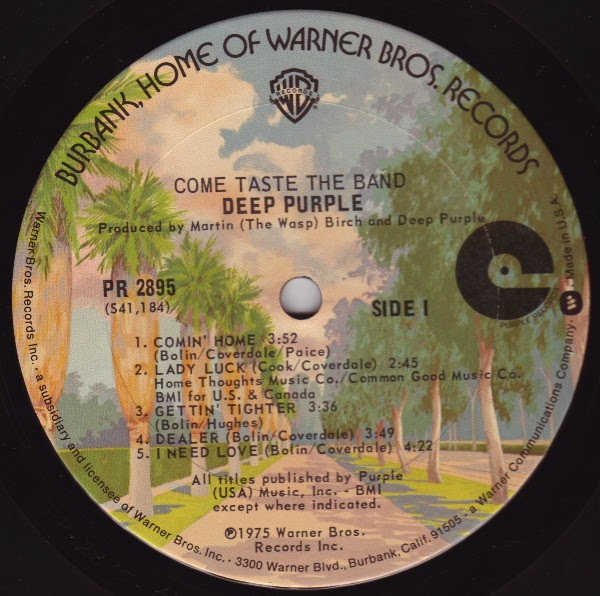 BURBANK, HOME OF WARNER BROS. RECORDS
WB
RECORDS
COME TASTE THE BAND
DEEP PURPLE
Produced by Martin (The Wasp) Birch and Deep Purple
PR 2895
(S41,184)
SIDE 1
PURPLE RECORDS
1. COMIN' HOME 3:52
(Bolin/Coverdale/Paice)
2. LADY LUCK (Cook/Coverdale) 2:45
Home Thoughts Music Co./Common Good Music Co.
BMI for U.S. & Canada
3. GETTIN' TIGHTER 3:36
(Bolin/Hughes)
4. DEALER (Bolin/Coverdale) 3:49
5. I NEED LOVE (Bolin/Coverdale) 4:22
All titles published by Purple
(USA) Music, Inc. - BMI
except where indicated.
℗1975 Warner Bros.
Records Inc.
Warner Bros. Records Inc. · a subsidiary and licensee of Warner Bros. Inc. · 3300 Warner Blvd., Burbank, Calif. 91505 · a Warner Communications Company · W · Made in U.S.A.